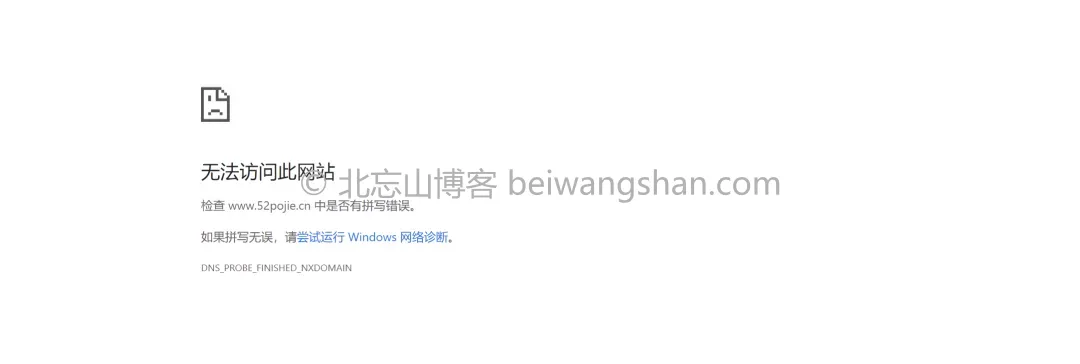 无法访问此网站
© 北忘山博客 beiwangshan.com
检查 www.52pojie.cn 中是否有拼写错误。
如果拼写无误，请尝试运行 Windows 网络诊断。
DNS_PROBE_FINISHED_NXDOMAIN